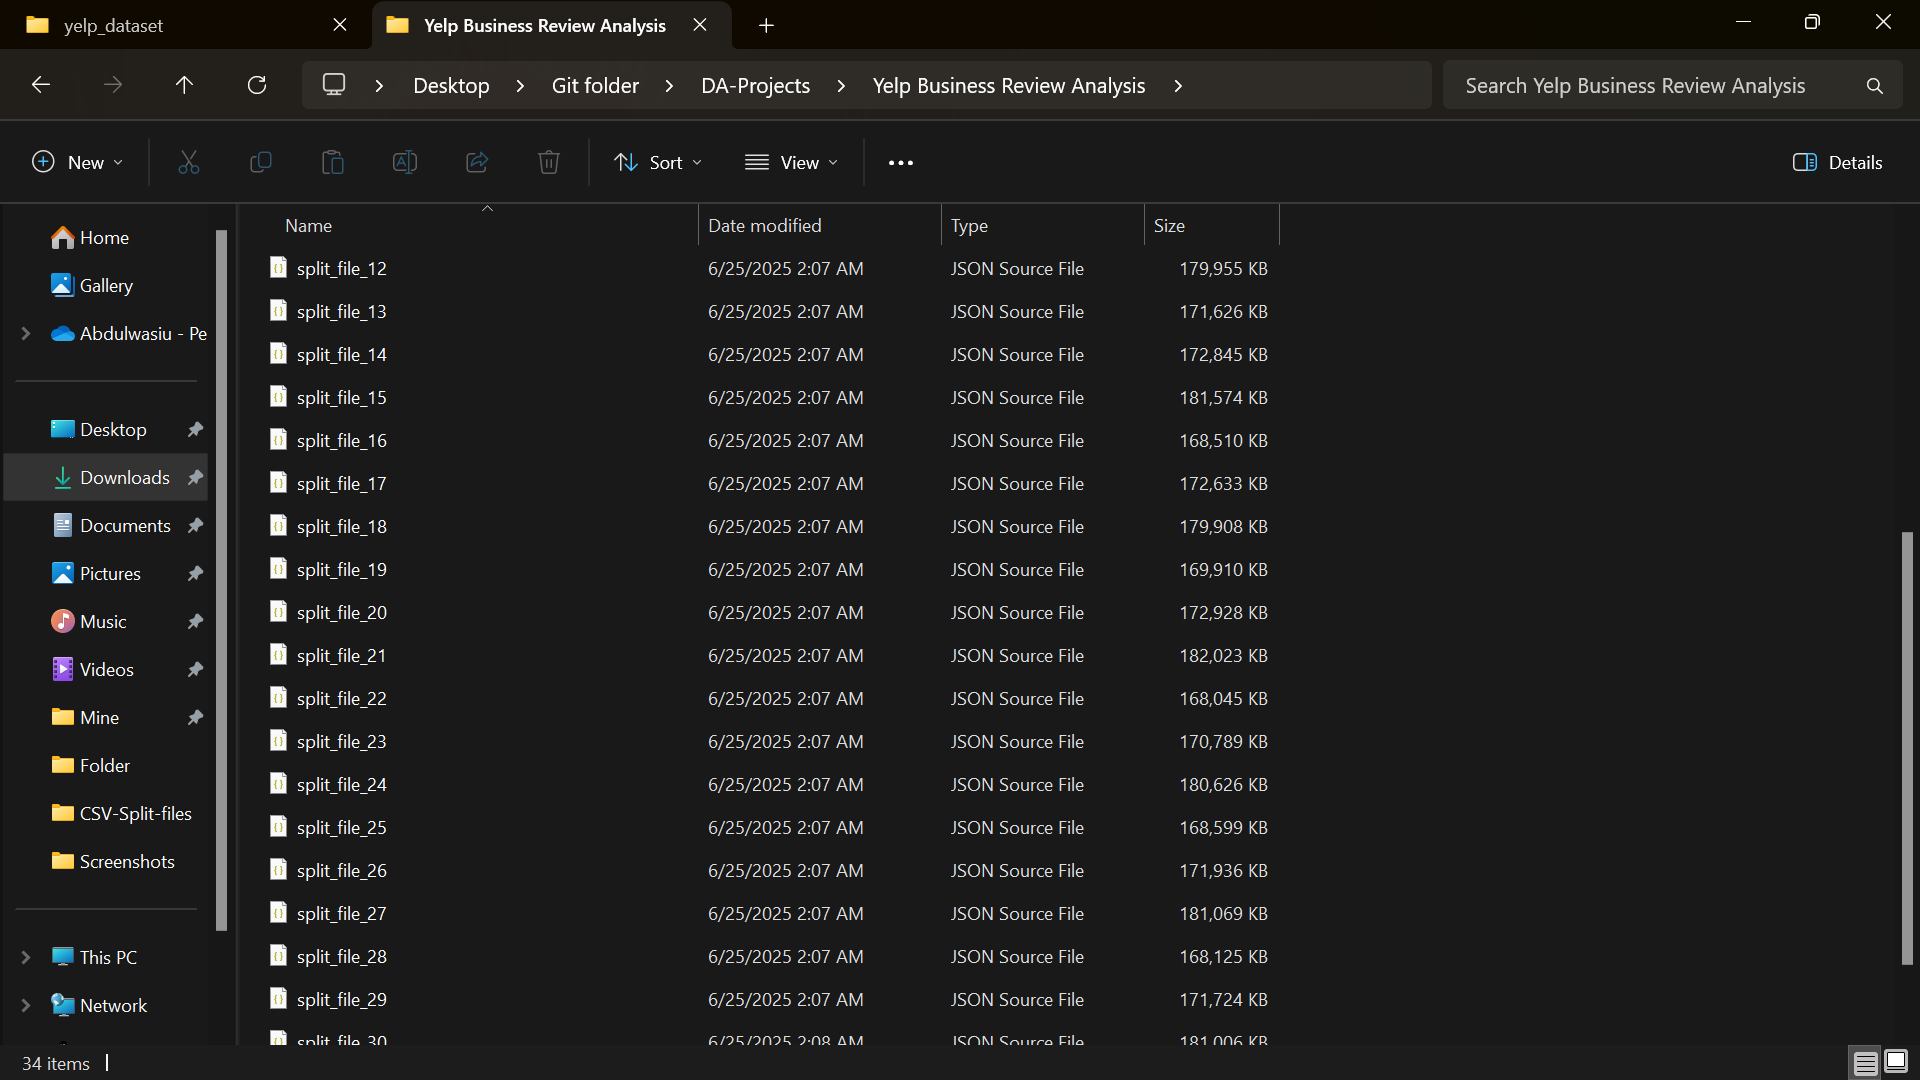 yelp_dataset
Yelp Business Review Analysis
Desktop > Git folder > DA-Projects > Yelp Business Review Analysis >
Search Yelp Business Review Analysis
New
Sort
View
Details
Name Date modified Type Size
Home
Gallery
Abdulwasiu - Pe
Desktop
Downloads
Documents
Pictures
Music
Videos
Mine
Folder
CSV-Split-files
Screenshots
This PC
Network
split_file_12 6/25/2025 2:07 AM JSON Source File 179,955 KB
split_file_13 6/25/2025 2:07 AM JSON Source File 171,626 KB
split_file_14 6/25/2025 2:07 AM JSON Source File 172,845 KB
split_file_15 6/25/2025 2:07 AM JSON Source File 181,574 KB
split_file_16 6/25/2025 2:07 AM JSON Source File 168,510 KB
split_file_17 6/25/2025 2:07 AM JSON Source File 172,633 KB
split_file_18 6/25/2025 2:07 AM JSON Source File 179,908 KB
split_file_19 6/25/2025 2:07 AM JSON Source File 169,910 KB
split_file_20 6/25/2025 2:07 AM JSON Source File 172,928 KB
split_file_21 6/25/2025 2:07 AM JSON Source File 182,023 KB
split_file_22 6/25/2025 2:07 AM JSON Source File 168,045 KB
split_file_23 6/25/2025 2:07 AM JSON Source File 170,789 KB
split_file_24 6/25/2025 2:07 AM JSON Source File 180,626 KB
split_file_25 6/25/2025 2:07 AM JSON Source File 168,599 KB
split_file_26 6/25/2025 2:07 AM JSON Source File 171,936 KB
split_file_27 6/25/2025 2:07 AM JSON Source File 181,069 KB
split_file_28 6/25/2025 2:07 AM JSON Source File 168,125 KB
split_file_29 6/25/2025 2:07 AM JSON Source File 171,724 KB
split_file_30 6/25/2025 2:08 AM JSON Source File 181,006 KB
34 items